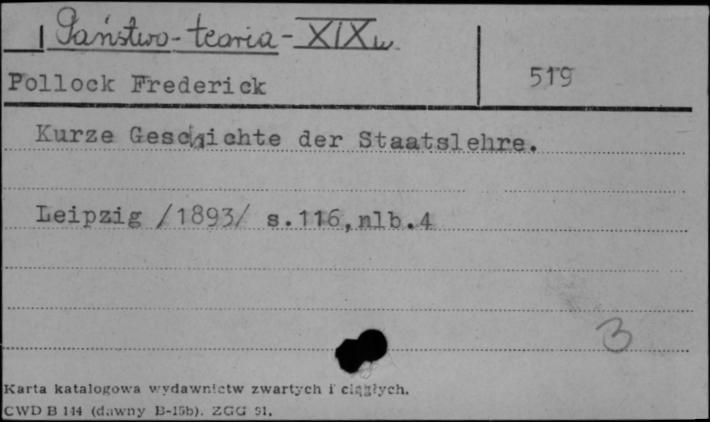 Państwo-teoria-XIXw.
Pollock Frederick 519
Kurze Geschichte der Staatslehre.
Leipzig /1893/ s.116,nlb.4
3
Karta katalogowa wydawnictw zwartych i ciągłych.
CWD B 144 (dawny B-15b). ZGG 91.